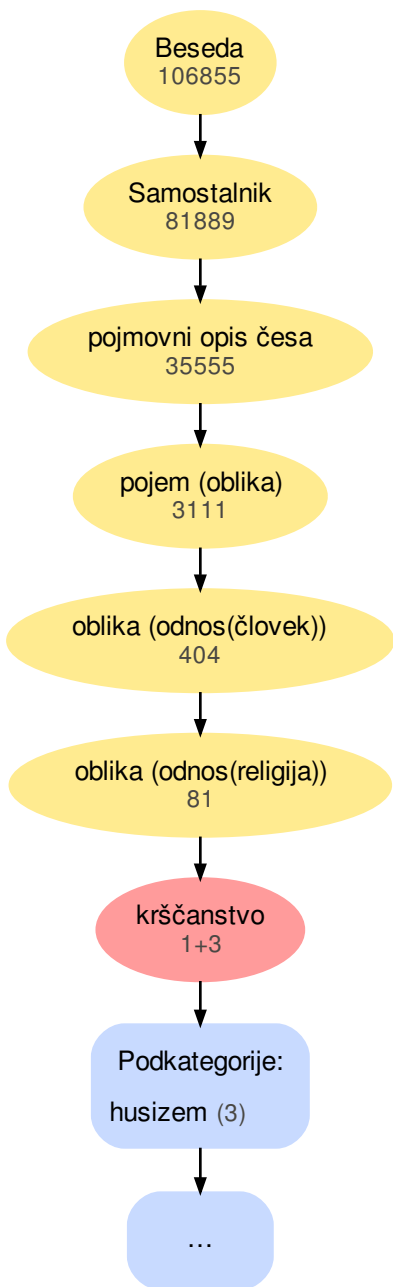 Beseda
106855
Samostalnik
81889
pojmovni opis česa
35555
pojem (oblika)
3111
oblika (odnos(človek))
404
oblika (odnos(religija))
81
krščanstvo
1+3
Podkategorije:
husizem (3)
...